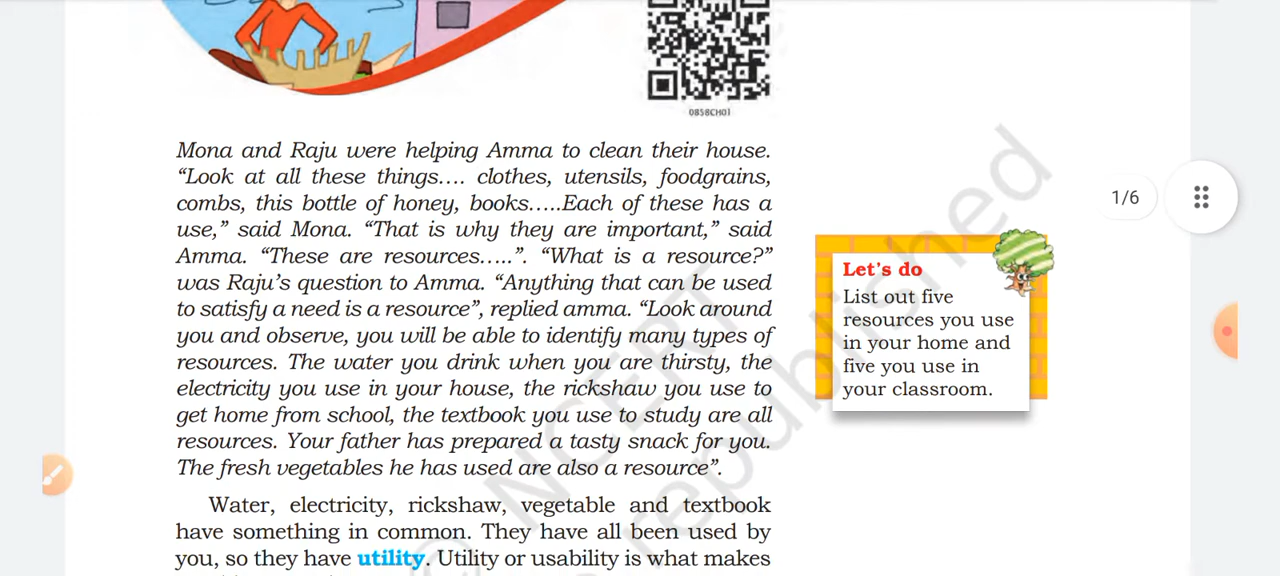 0858CH01
Mona and Raju were helping Amma to clean their house.
“Look at all these things.... clothes, utensils, foodgrains,
combs, this bottle of honey, books.....Each of these has a
use,” said Mona. “That is why they are important,” said
Amma. “These are resources.....”. “What is a resource?”
was Raju’s question to Amma. “Anything that can be used
to satisfy a need is a resource”, replied amma. “Look around
you and observe, you will be able to identify many types of
resources. The water you drink when you are thirsty, the
electricity you use in your house, the rickshaw you use to
get home from school, the textbook you use to study are all
resources. Your father has prepared a tasty snack for you.
The fresh vegetables he has used are also a resource”.
Water, electricity, rickshaw, vegetable and textbook
have something in common. They have all been used by
you, so they have utility. Utility or usability is what makes
Let’s do
List out five
resources you use
in your home and
five you use in
your classroom.
1/6
© NCERT
republished